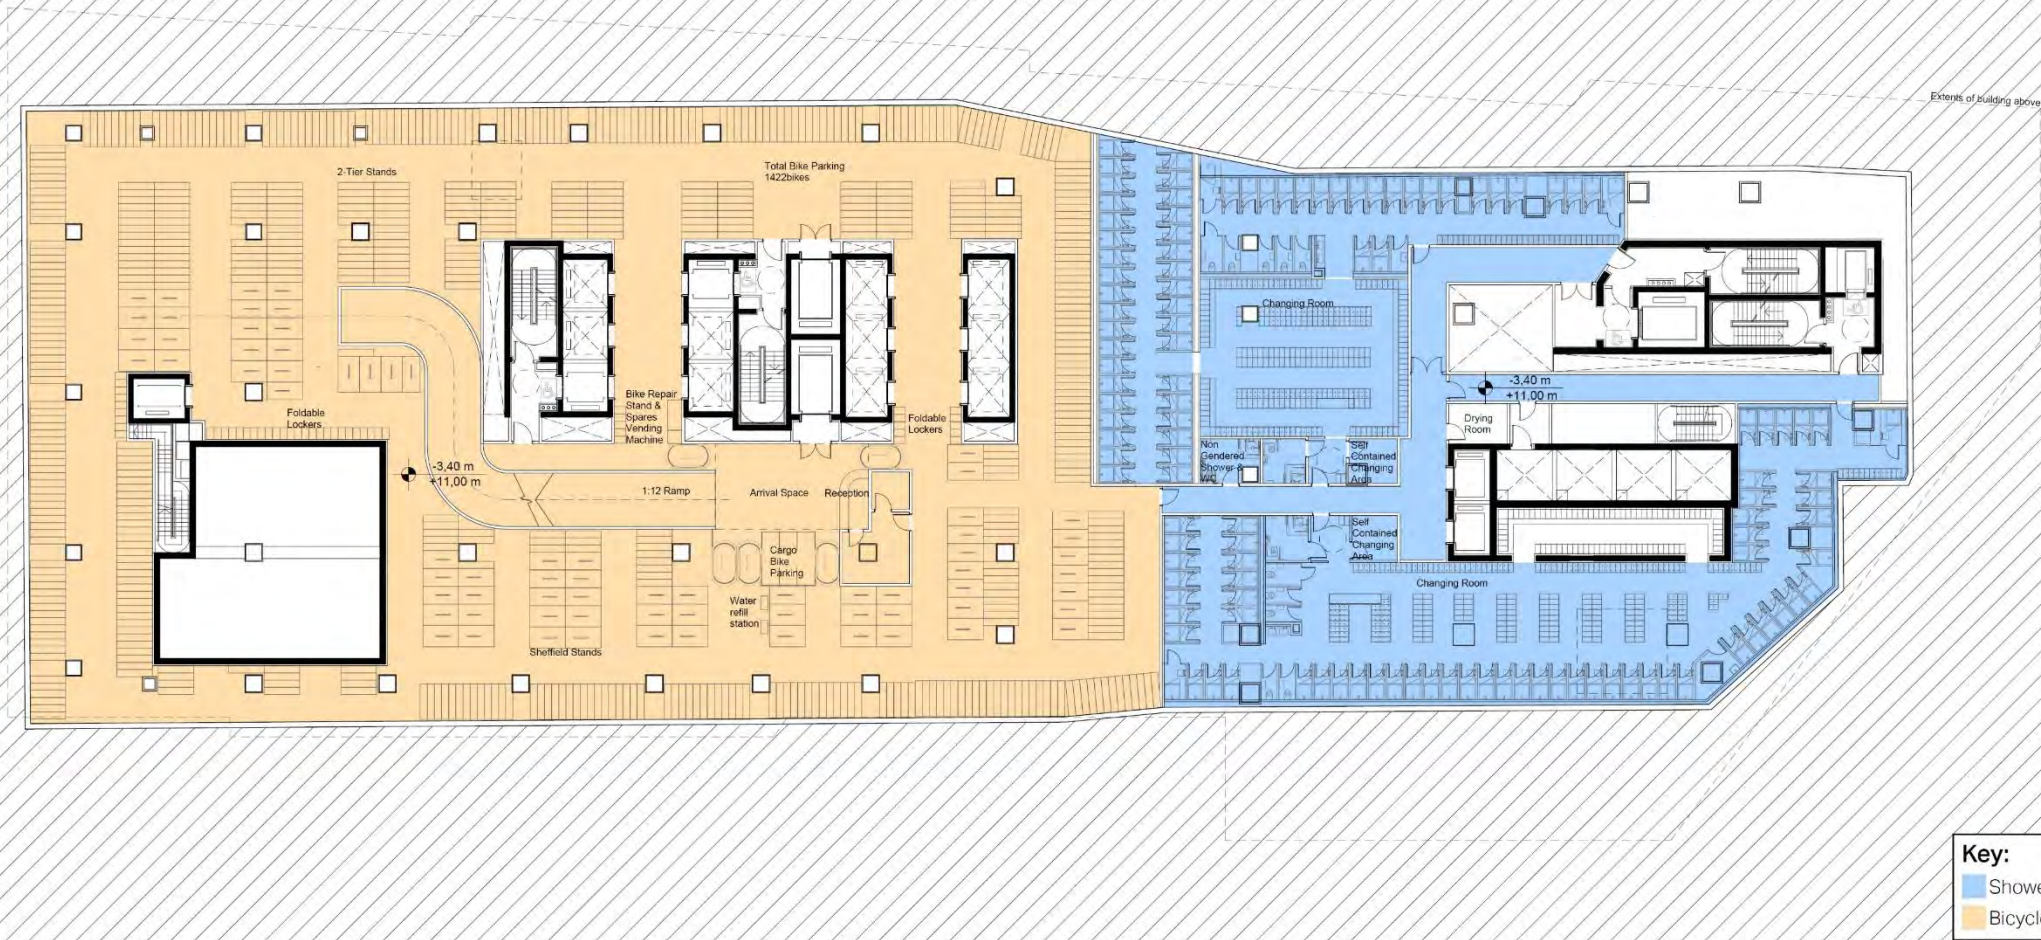 Extents of building above
2-Tier Stands
Total Bike Parking
1422bikes
Changing Room
-3,40 m
+11,00 m
Bike Repair
Stand &
Spares
Vending
Machine
Foldable
Lockers
Foldable
Lockers
Drying
Room
Non
Gendered
Shower &
WC
Self
Contained
Changing
Area
-3,40 m
+11,00 m
1:12 Ramp
Arrival Space
Reception
Self
Contained
Changing
Area
Cargo
Bike
Parking
Changing Room
Water
refill
station
Sheffield Stands
Key:
Showe
Bicycl